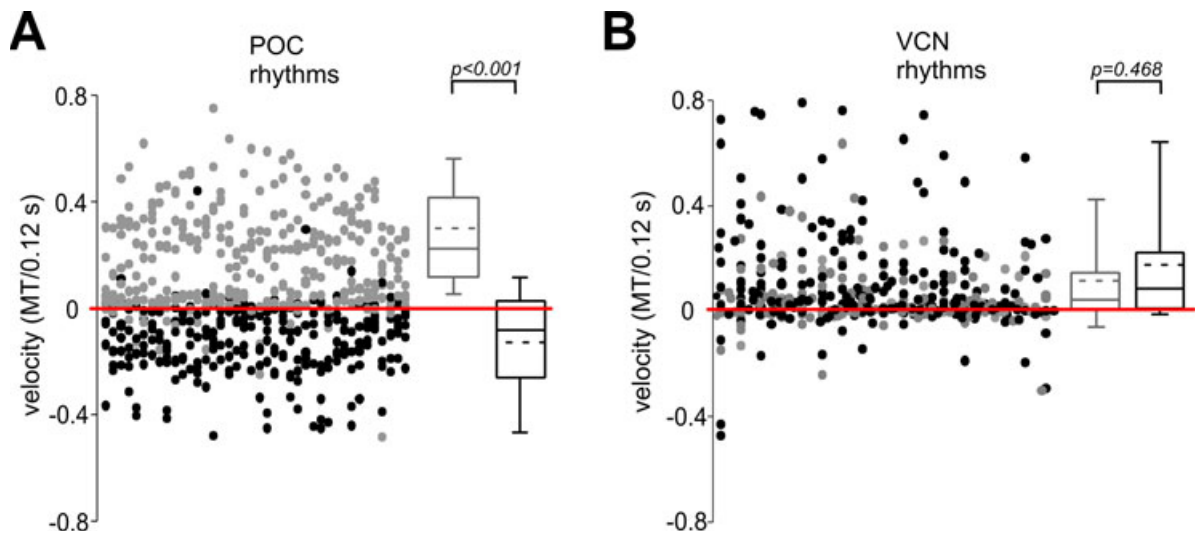 A
POC
rhythms
p<0.001
velocity (MT/0.12 s)
0.8
0.4
0
-0.4
-0.8
B
VCN
rhythms
p=0.468
velocity (MT/0.12 s)
0.8
0.4
0
-0.4
-0.8